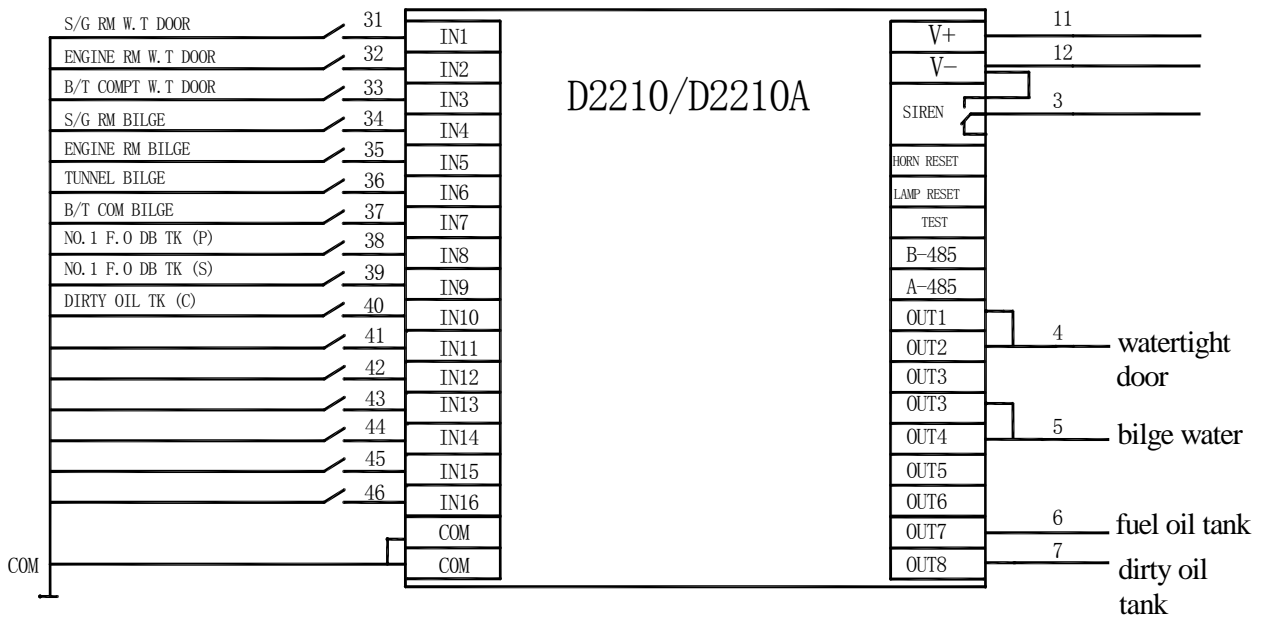 S/G RM W.T DOOR 31 IN1
ENGINE RM W.T DOOR 32 IN2
B/T COMPT W.T DOOR 33 IN3
S/G RM BILGE 34 IN4
ENGINE RM BILGE 35 IN5
TUNNEL BILGE 36 IN6
B/T COM BILGE 37 IN7
NO.1 F.O DB TK (P) 38 IN8
NO.1 F.O DB TK (S) 39 IN9
DIRTY OIL TK (C) 40 IN10
41 IN11
42 IN12
43 IN13
44 IN14
45 IN15
46 IN16
COM
COM COM
D2210/D2210A
V+ 11
V- 12
SIREN 3
HORN RESET
LAMP RESET
TEST
B-485
A-485
OUT1
OUT2 4 watertight
door
OUT3
OUT3
OUT4 5 bilge water
OUT5
OUT6
OUT7 6 fuel oil tank
OUT8 7 dirty oil
tank